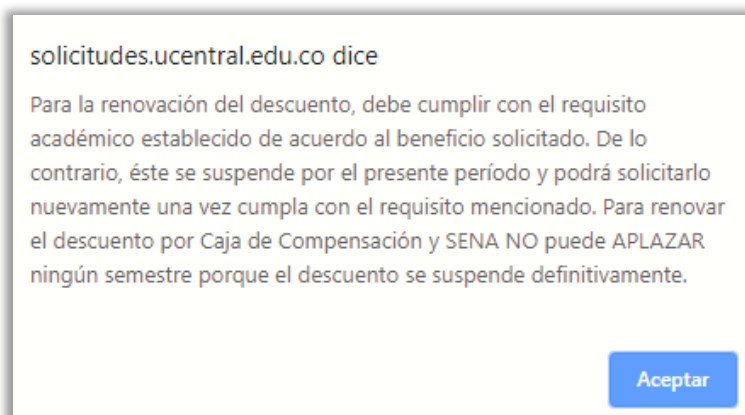 solicitudes.ucentral.edu.co dice
Para la renovación del descuento, debe cumplir con el requisito
académico establecido de acuerdo al beneficio solicitado. De lo
contrario, éste se suspende por el presente período y podrá solicitarlo
nuevamente una vez cumpla con el requisito mencionado. Para renovar
el descuento por Caja de Compensación y SENA NO puede APLAZAR
ningún semestre porque el descuento se suspende definitivamente.
Aceptar